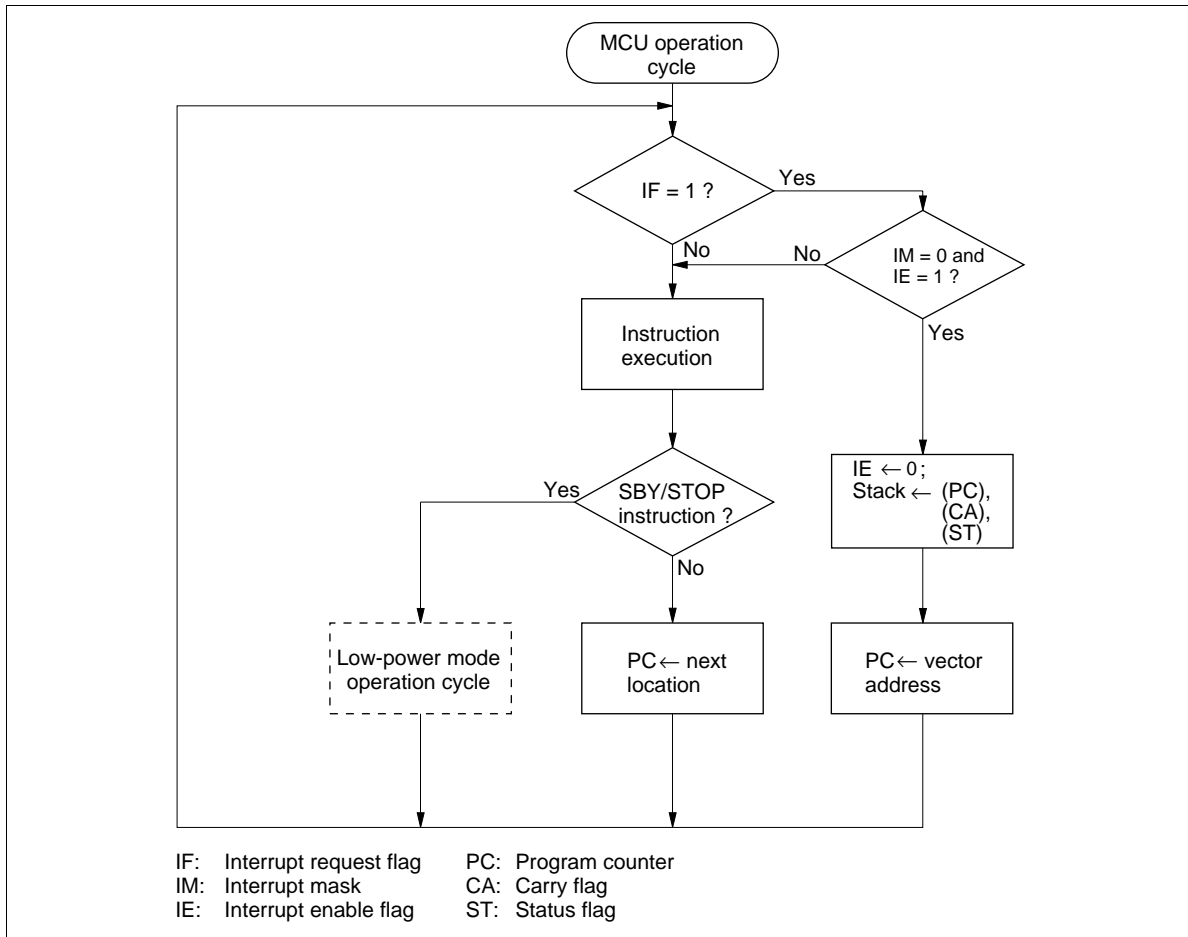 MCU operation
cycle
IF = 1 ?
Yes
No
No
IM = 0 and
IE = 1 ?
Yes
Instruction
execution
IE ← 0 ;
Stack ← (PC),
(CA),
(ST)
Yes
SBY/STOP
instruction ?
No
Low-power mode
operation cycle
PC ← next
location
PC ← vector
address
IF: Interrupt request flag
IM: Interrupt mask
IE: Interrupt enable flag
PC: Program counter
CA: Carry flag
ST: Status flag